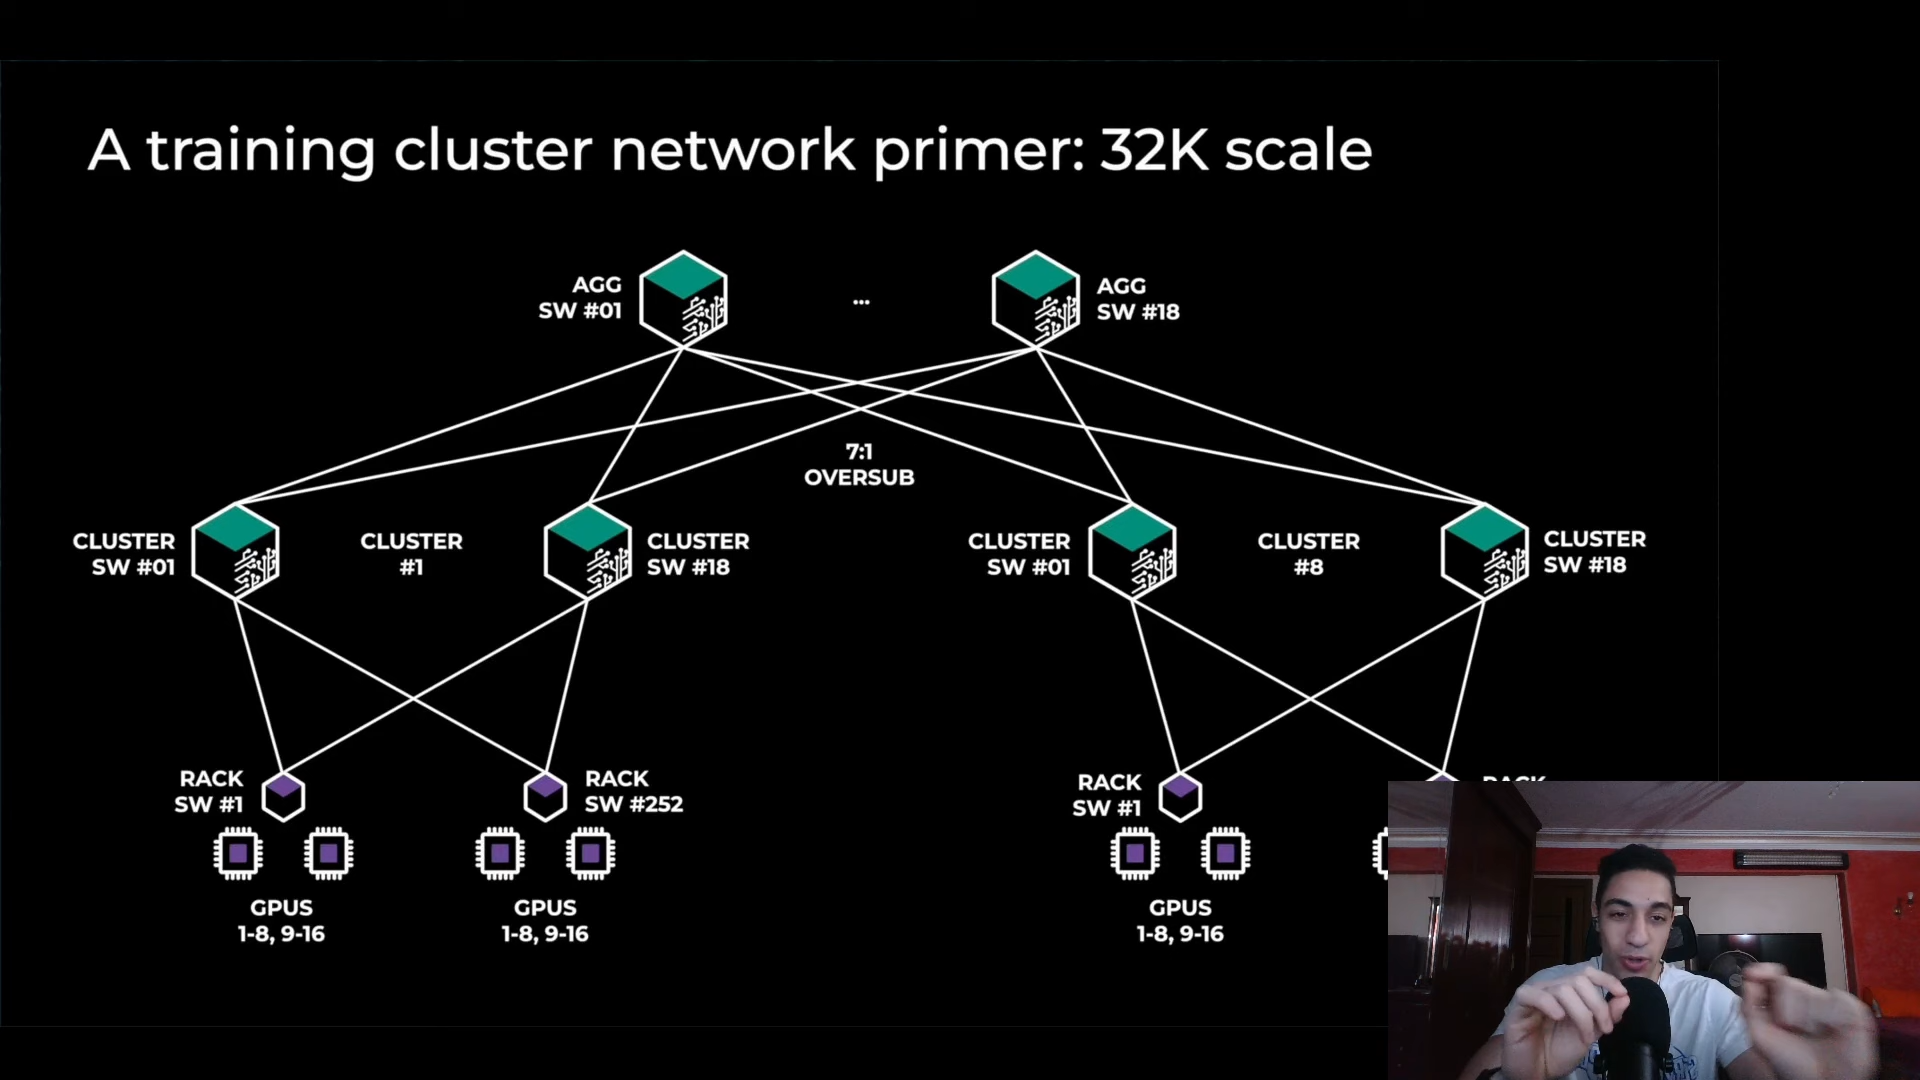 A training cluster network primer: 32K scale
AGG
SW #01
...
AGG
SW #18
7:1
OVERSUB
CLUSTER
SW #01
CLUSTER
#1
CLUSTER
SW #18
CLUSTER
SW #01
CLUSTER
#8
CLUSTER
SW #18
RACK
SW #1
RACK
SW #252
RACK
SW #1
RACK
GPUS
1-8, 9-16
GPUS
1-8, 9-16
GPUS
1-8, 9-16